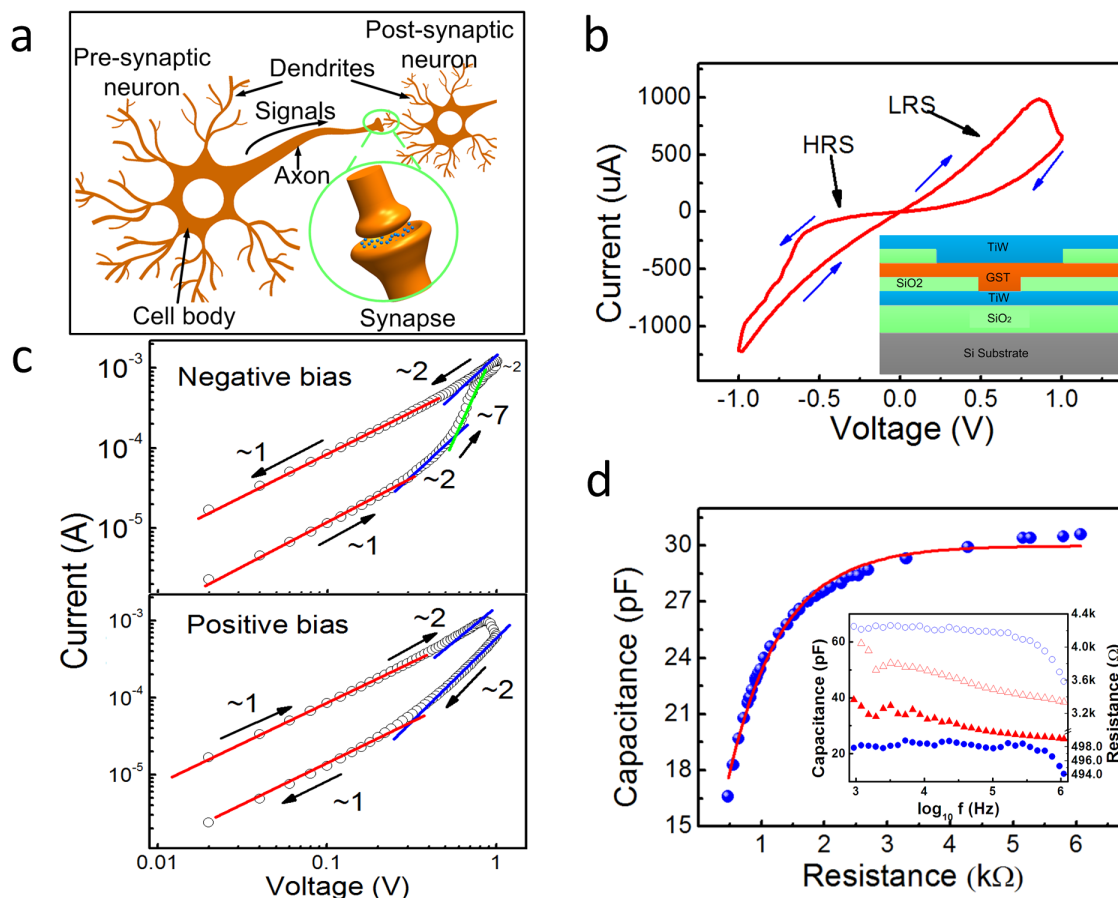 a
Pre-synaptic
neuron
Dendrites
Post-synaptic
neuron
Signals
Axon
Cell body
Synapse
b
Current (uA)
1000
500
0
-500
-1000
LRS
HRS
TiW
GST
SiO2
TiW
SiO₂
Si Substrate
-1.0
-0.5
0.0
0.5
1.0
Voltage (V)
c
Current (A)
Negative bias
10⁻³
10⁻⁴
10⁻⁵
~2
~2
~7
~1
~2
~1
Positive bias
10⁻³
10⁻⁴
10⁻⁵
~2
~1
~2
~1
0.01
0.1
1
Voltage (V)
d
Capacitance (pF)
30
27
24
21
18
15
1
2
3
4
5
6
Resistance (kΩ)
Capacitance (pF)
60
40
20
4.4k
4.0k
3.6k
3.2k
498.0
496.0
494.0
Resistance (Ω)
3
4
5
6
log₁₀ f (Hz)